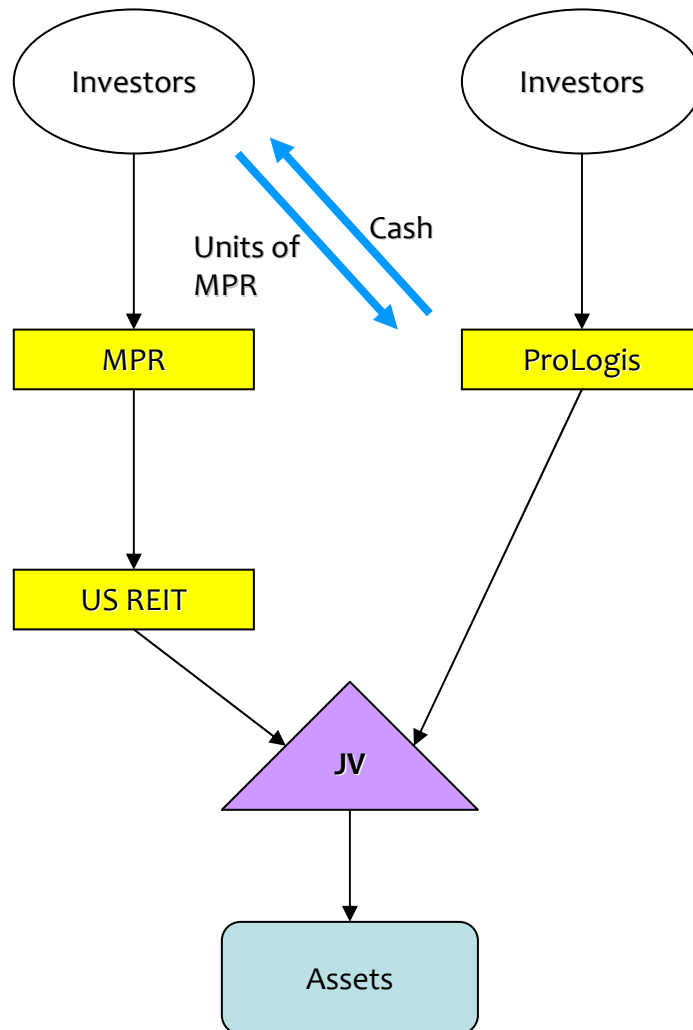 Investors
Investors
Cash
Units of
MPR
MPR
ProLogis
US REIT
JV
Assets